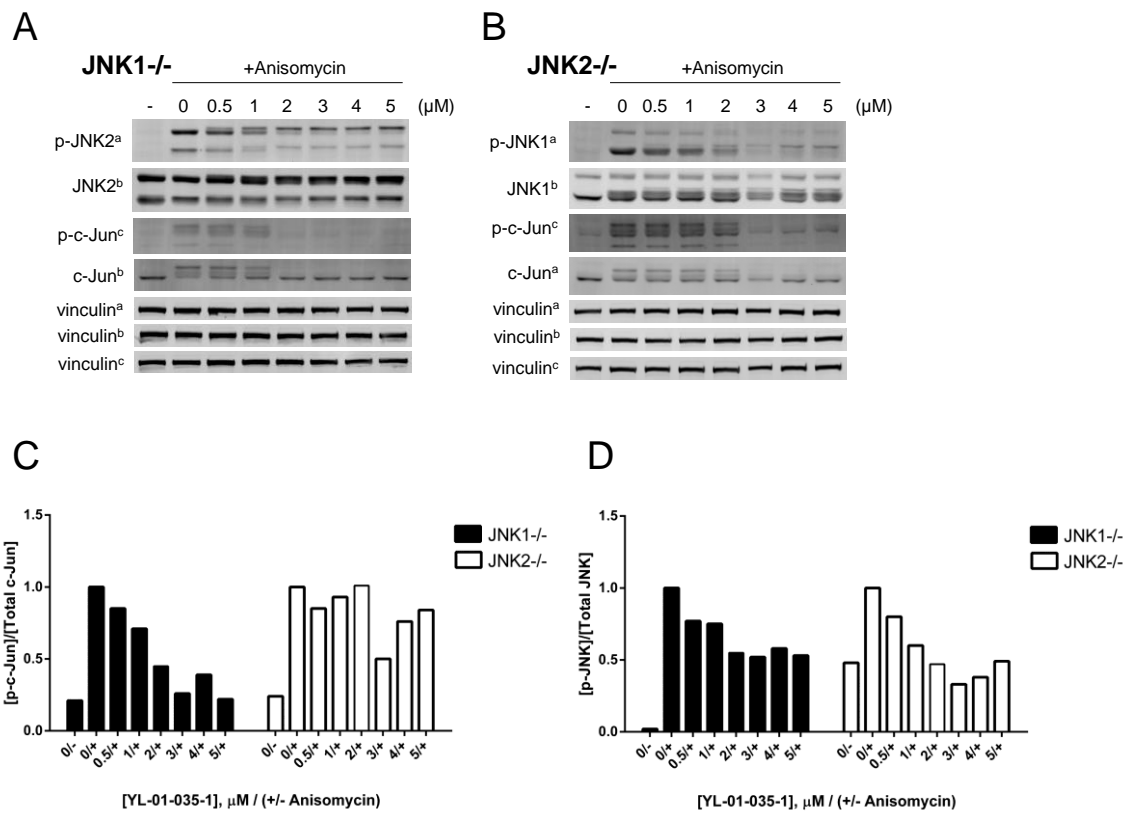 A
JNK1-/-
+Anisomycin
- 0 0.5 1 2 3 4 5 (μM)
p-JNK2ᵃ
JNK2ᵇ
p-c-Junᶜ
c-Junᵇ
vinculinᵃ
vinculinᵇ
vinculinᶜ
B
JNK2-/-
+Anisomycin
- 0 0.5 1 2 3 4 5 (μM)
p-JNK1ᵃ
JNK1ᵇ
p-c-Junᶜ
c-Junᵃ
vinculinᵃ
vinculinᵇ
vinculinᶜ
C
[p-c-Jun]/[Total c-Jun]
1.5
1.0
0.5
0.0
JNK1-/-
JNK2-/-
0/- 0/+ 0.5/+ 1/+ 2/+ 3/+ 4/+ 5/+ 0/- 0/+ 0.5/+ 1/+ 2/+ 3/+ 4/+ 5/+
[YL-01-035-1], μM / (+/- Anisomycin)
D
[p-JNK]/[Total JNK]
1.5
1.0
0.5
0.0
JNK1-/-
JNK2-/-
0/- 0/+ 0.5/+ 1/+ 2/+ 3/+ 4/+ 5/+ 0/- 0/+ 0.5/+ 1/+ 2/+ 3/+ 4/+ 5/+
[YL-01-035-1], μM / (+/- Anisomycin)